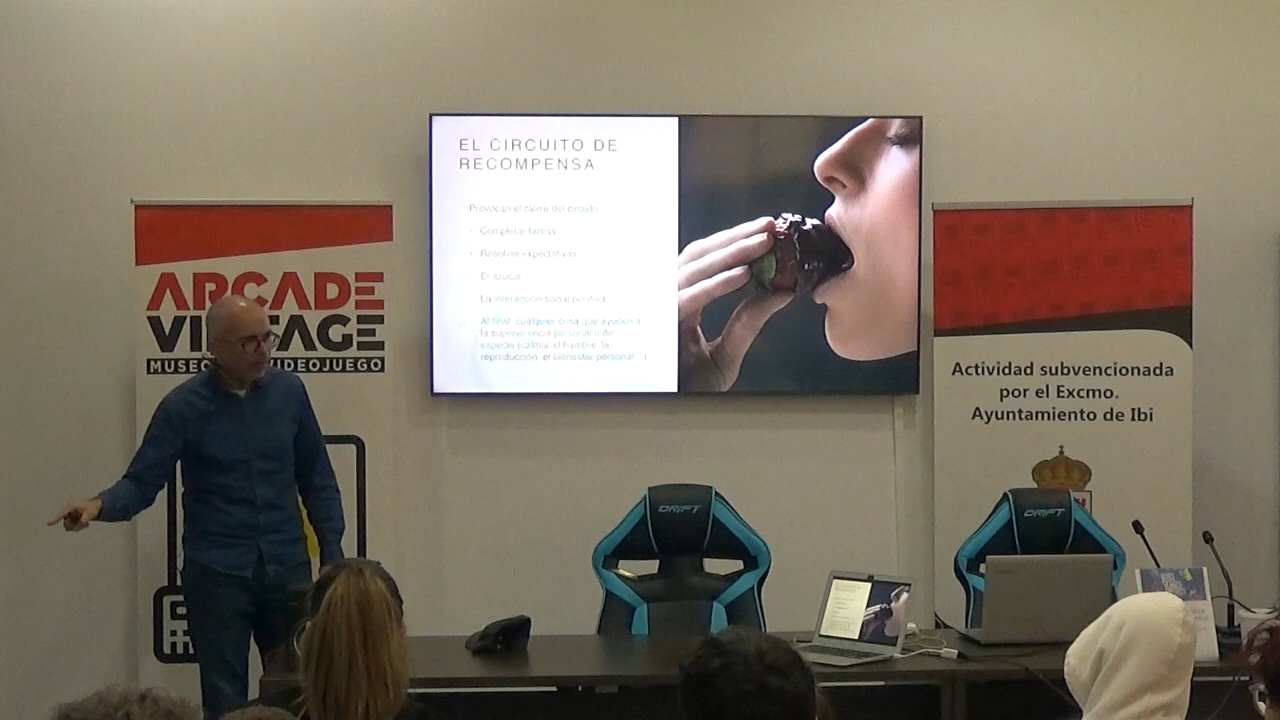 EL CIRCUITO DE
RECOMPENSA
Provocan el cierre del circuito
Completar tareas
Resolver expectativas
El azúcar
La interacción social positiva
Al final, cualquier cosa que ayuden a
la supervivencia personal o de
especie (calmar el hambre, la
reproducción, el bienestar personal...)
ARCADE
VINTAGE
MUSEO VIDEOJUEGO
Actividad subvencionada
por el Excmo.
Ayuntamiento de Ibi
DRIFT
DRIFT